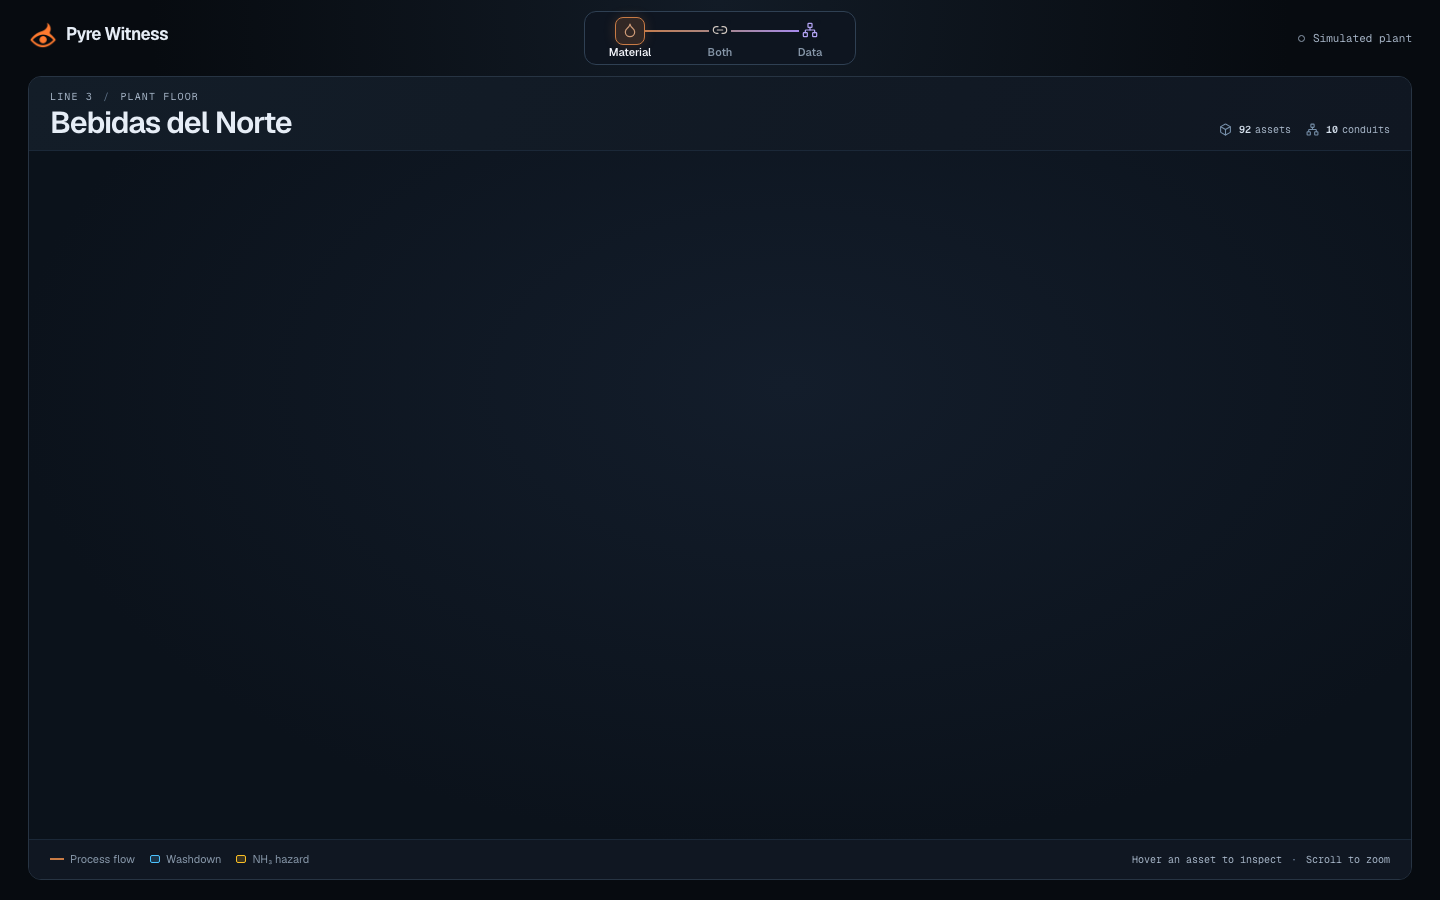 Pyre Witness
Material
Both
Data
Simulated plant
LINE 3 / PLANT FLOOR
Bebidas del Norte
92 assets
10 conduits
Process flow
Washdown
NH₃ hazard
Hover an asset to inspect · Scroll to zoom